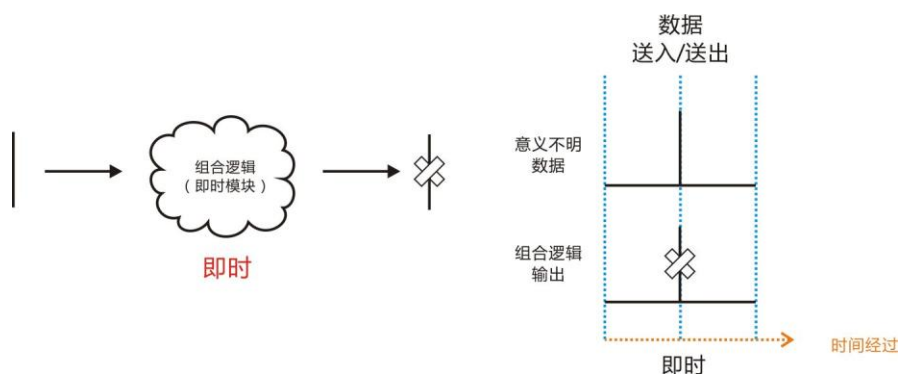 组合逻辑
（即时模块）
即时
数据
送入/送出
意义不明
数据
组合逻辑
输出
时间经过
即时